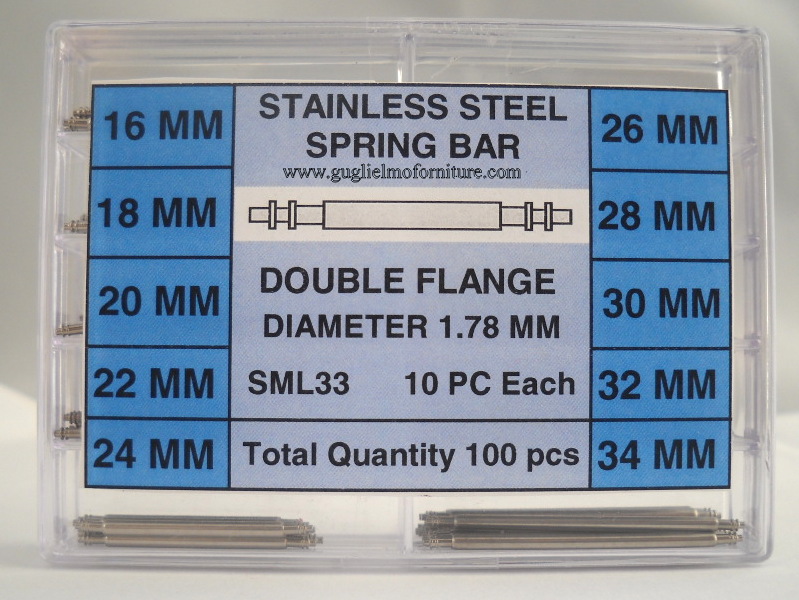 STAINLESS STEEL
SPRING BAR
www.guglielmoforniture.com
DOUBLE FLANGE
DIAMETER 1.78 MM
SML33 10 PC Each
Total Quantity 100 pcs
16 MM
18 MM
20 MM
22 MM
24 MM
26 MM
28 MM
30 MM
32 MM
34 MM